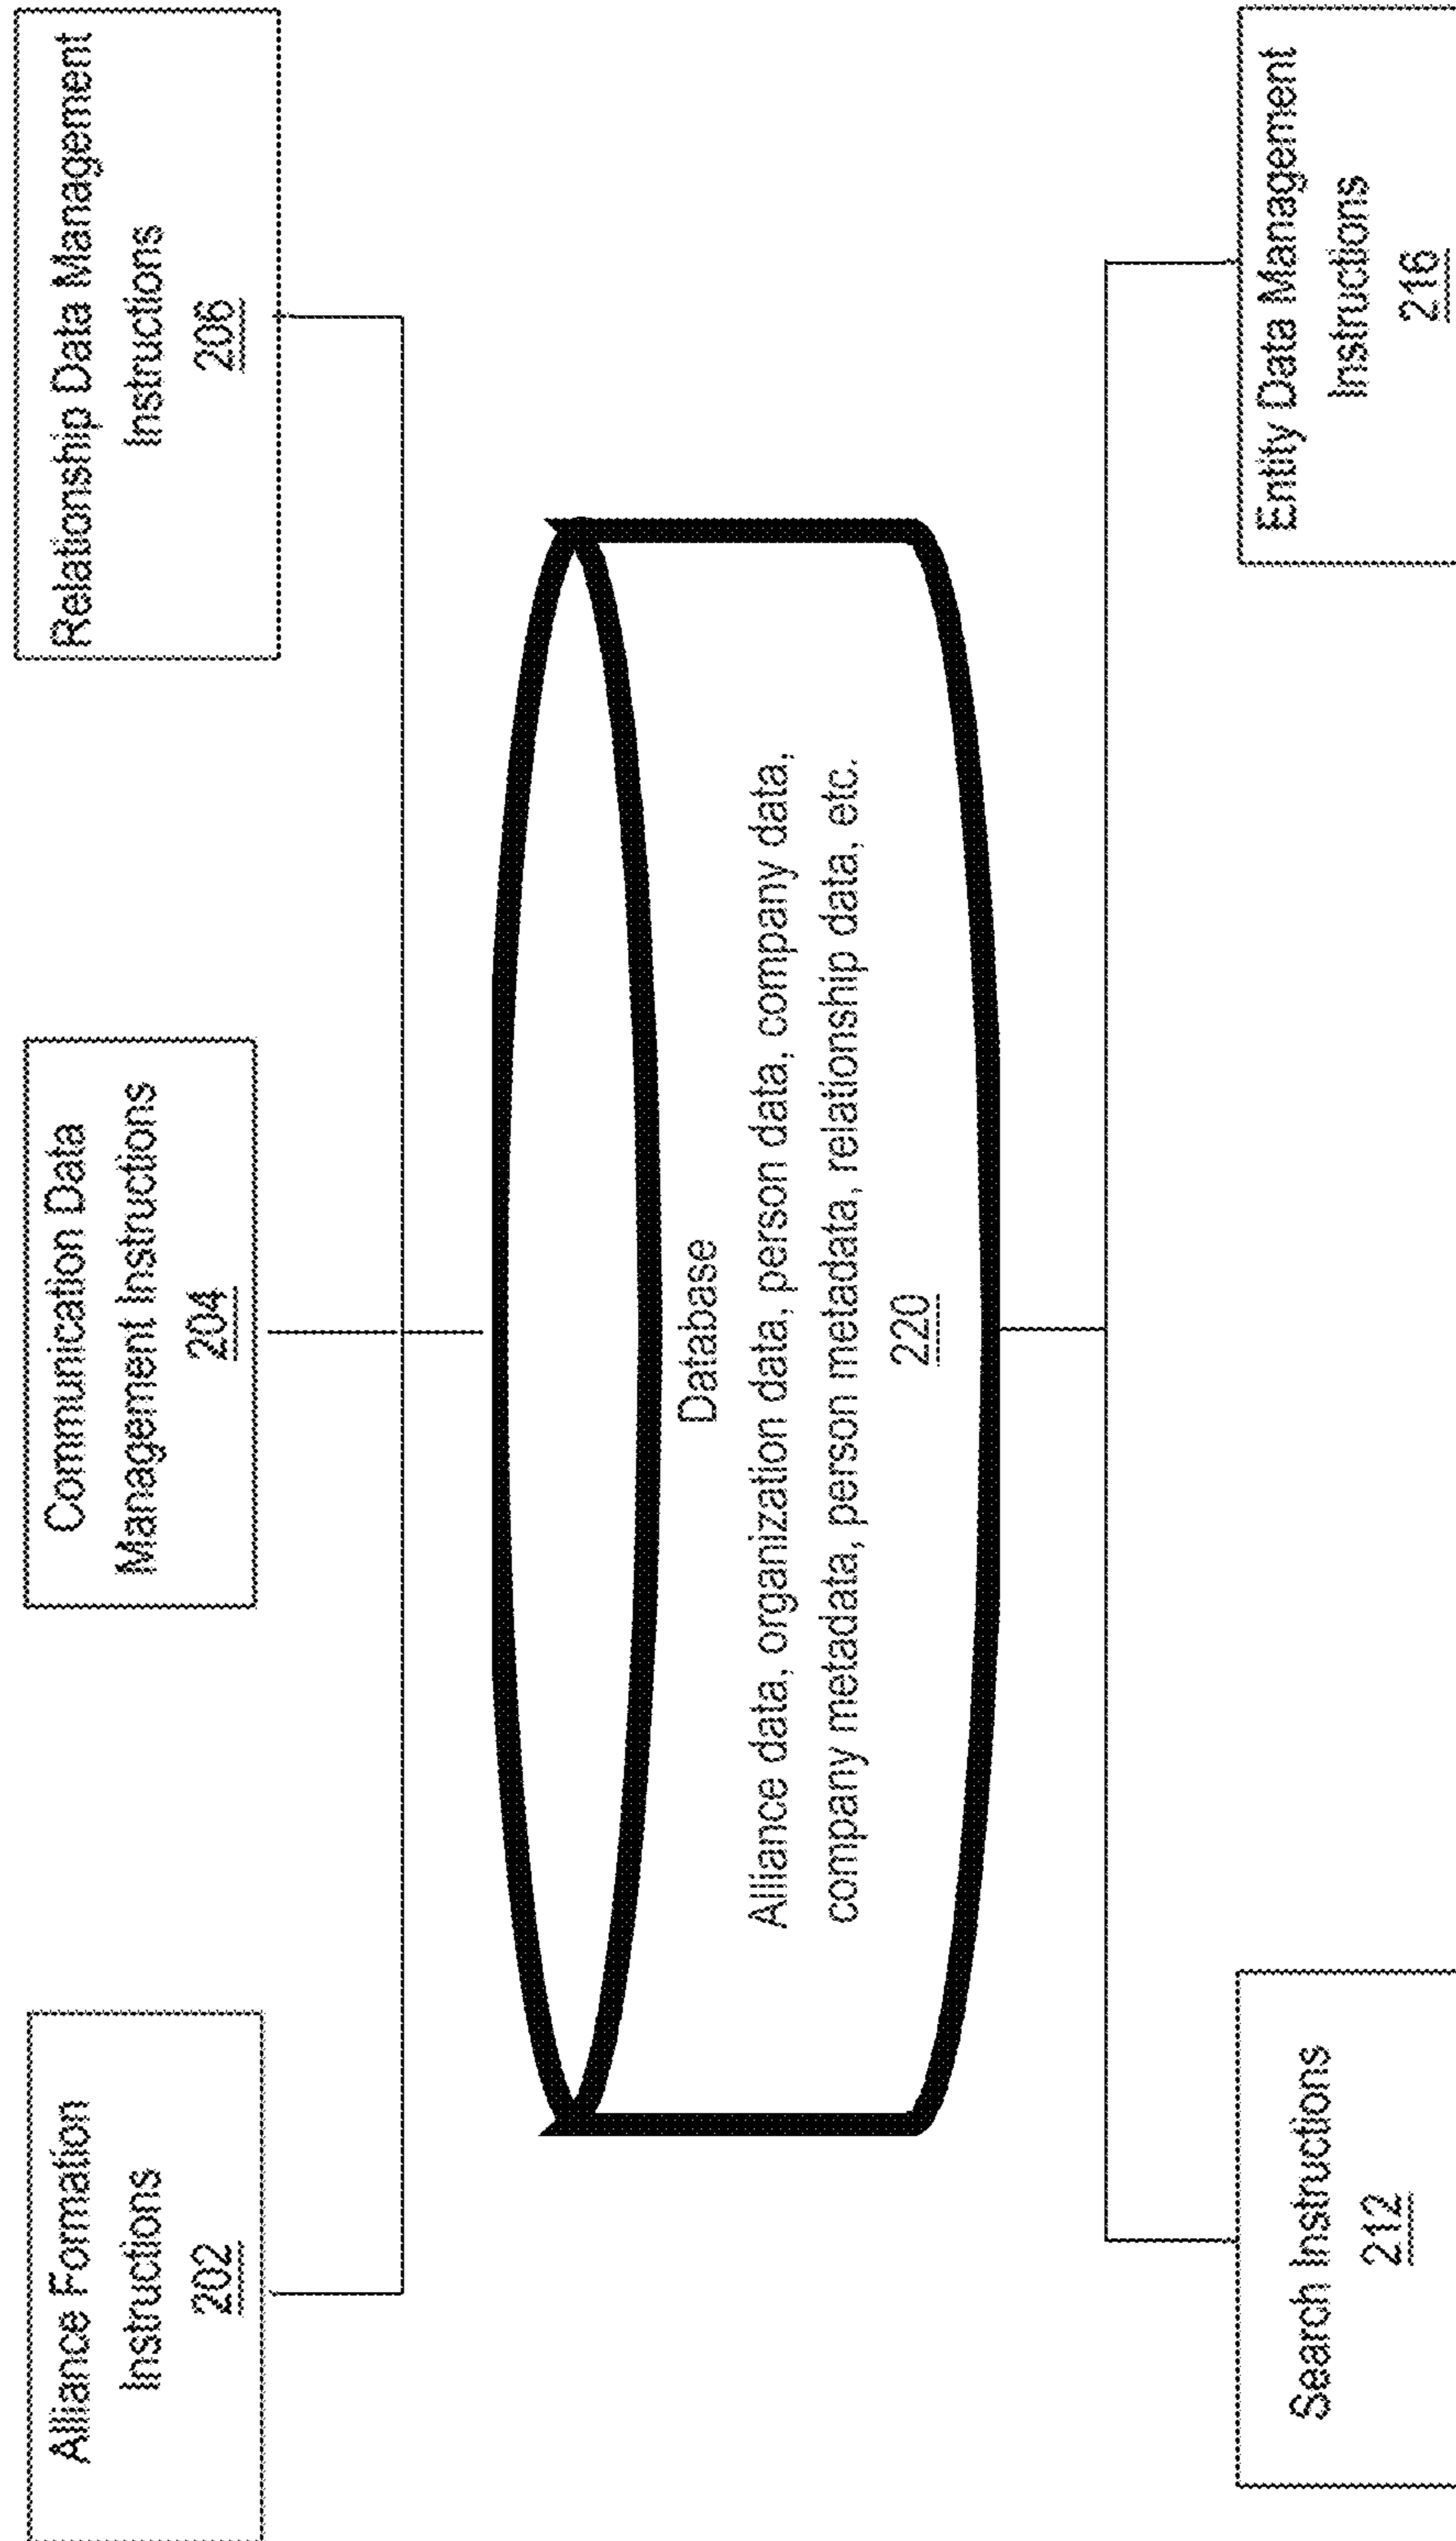 Alliance Formation
Instructions
202
Communication Data
Management Instructions
204
Relationship Data Management
Instructions
206
Database
Alliance data, organization data, person data, company data,
company metadata, person metadata, relationship data, etc.
220
Search Instructions
212
Entity Data Management
Instructions
216